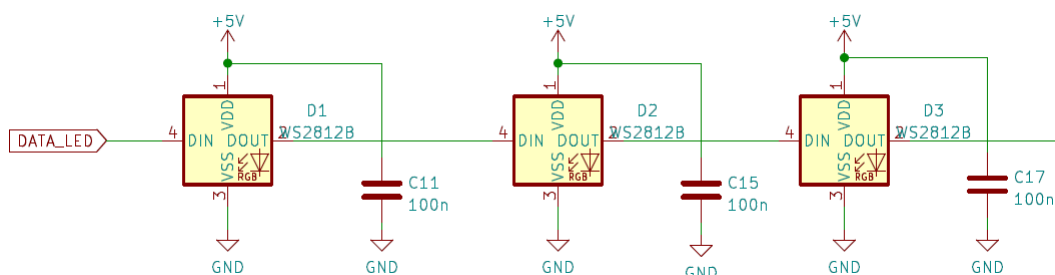 +5V
+5V
+5V
1
1
1
D1
D2
D3
DATA_LED
4
DIN
VDD
DOUT
2
WS2812B
4
DIN
VDD
DOUT
2
WS2812B
4
DIN
VDD
DOUT
2
WS2812B
VSS
RGB
VSS
RGB
VSS
RGB
3
3
3
C11
100n
C15
100n
C17
100n
GND
GND
GND
GND
GND
GND